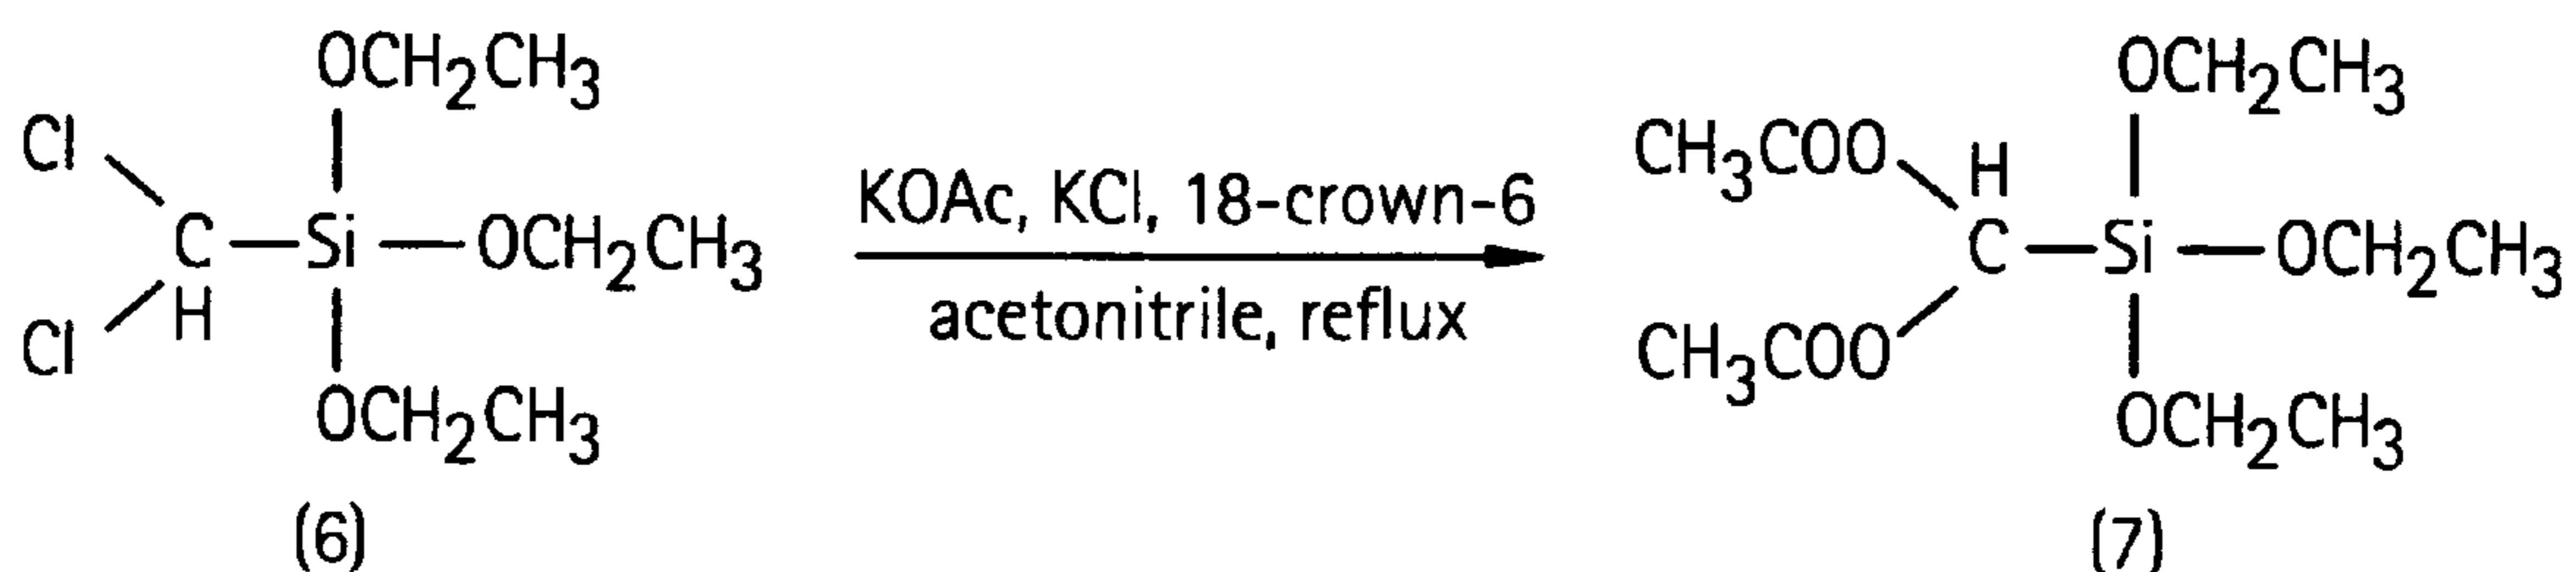 OCH2CH3
Cl
C—Si—OCH2CH3
Cl
H
OCH2CH3
(6)
KOAc, KCl, 18-crown-6
acetonitrile, reflux
OCH2CH3
CH3COO
H
C—Si—OCH2CH3
CH3COO
OCH2CH3
(7)